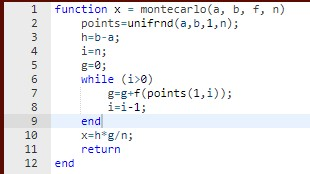 1 function x = montecarlo(a, b, f, n)
2 points=unifrnd(a,b,1,n);
3 h=b-a;
4 i=n;
5 g=0;
6 while (i>0)
7 g=g+f(points(1,i));
8 i=i-1;
9 end
10 x=h*g/n;
11 return
12 end